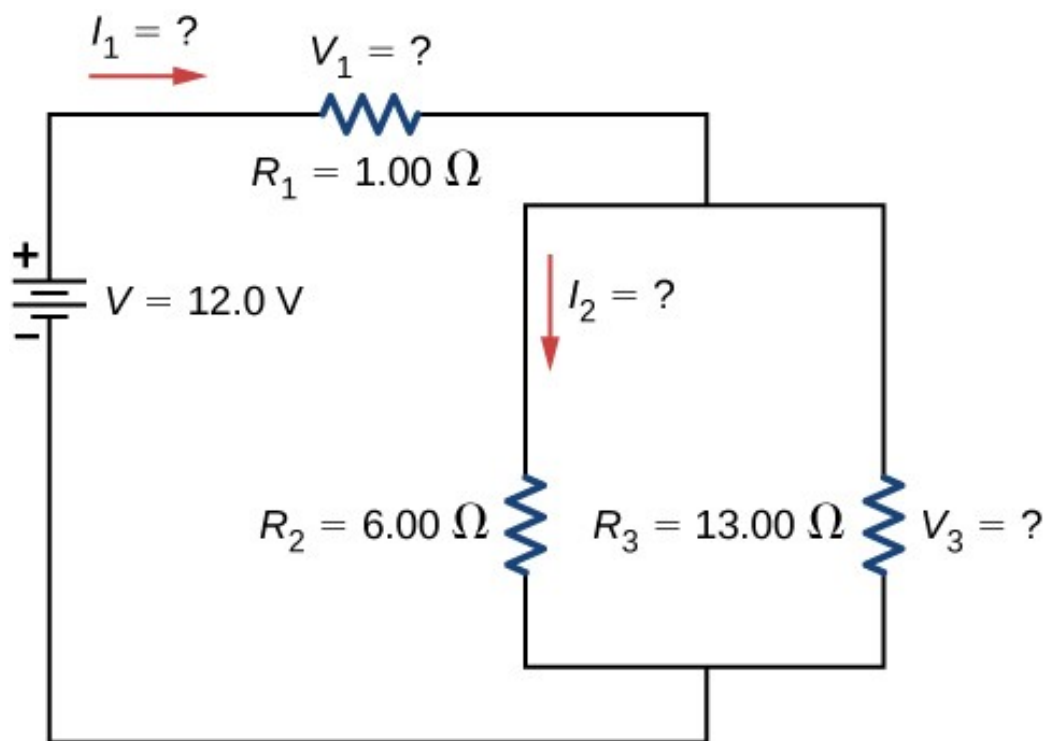 I₁ = ?
V₁ = ?
R₁ = 1.00 Ω
+
V = 12.0 V
−
I₂ = ?
R₂ = 6.00 Ω
R₃ = 13.00 Ω
V₃ = ?